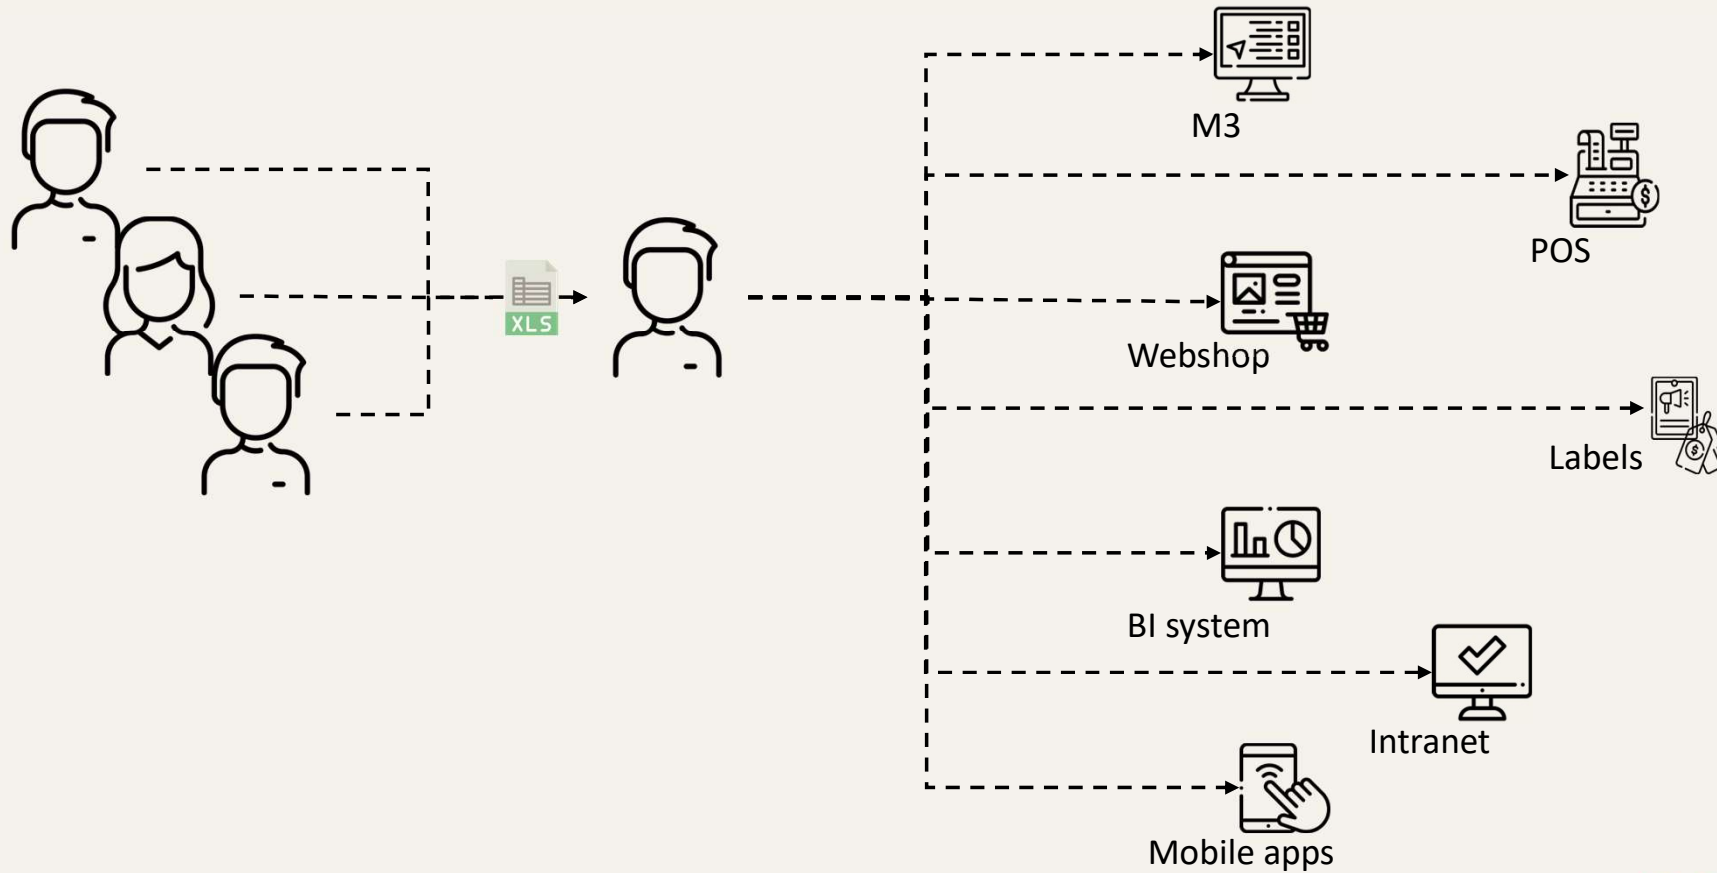 M3
POS
XLS
Webshop
Labels
BI system
Intranet
Mobile apps